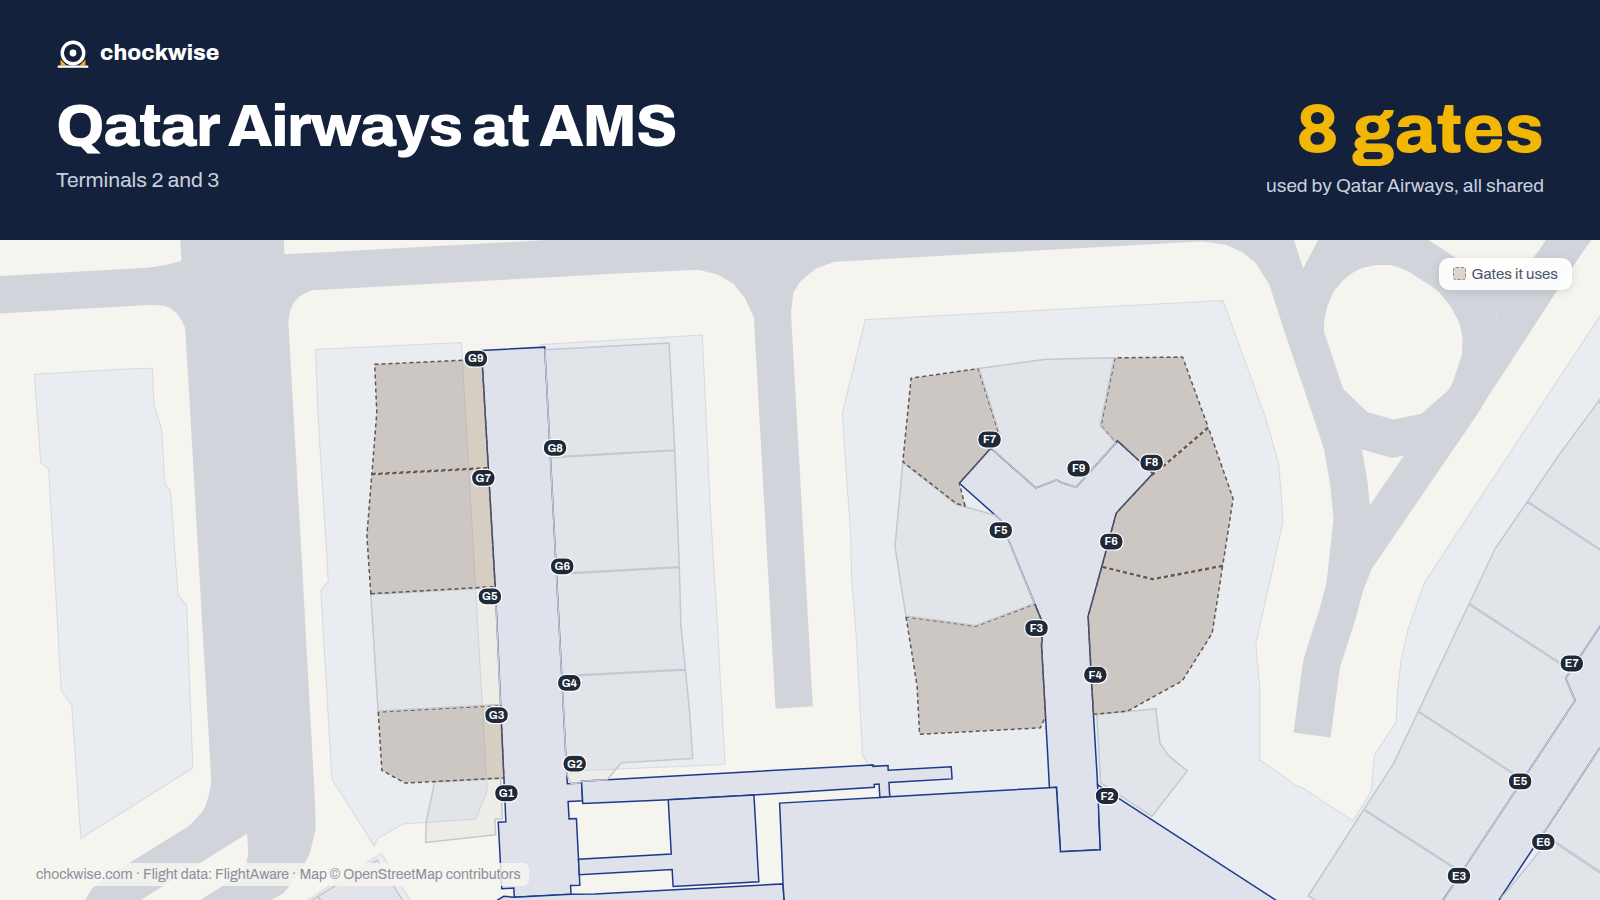 chockwise
Qatar Airways at AMS
Terminals 2 and 3
8 gates
used by Qatar Airways, all shared
Gates it uses
G9
G8
G7
G6
G5
G4
G3
G2
G1
F7
F9
F8
F5
F6
F3
F4
F2
E7
E5
E6
E3
chockwise.com · Flight data: FlightAware · Map © OpenStreetMap contributors